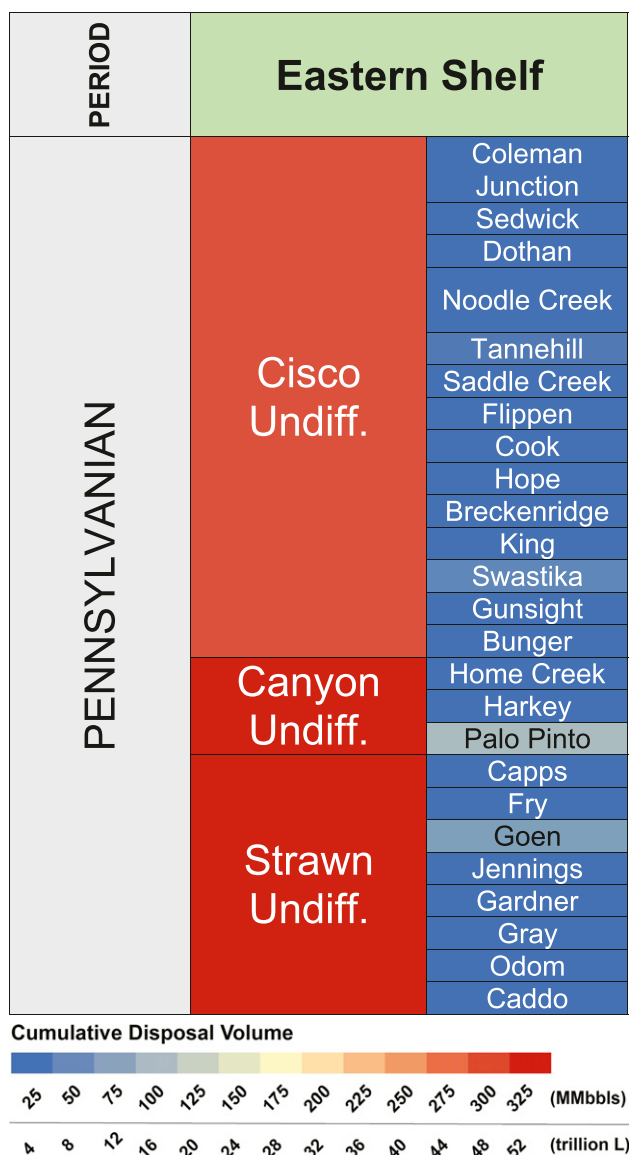 PERIOD
Eastern Shelf
PENNSYLVANIAN
Cisco
Undiff.
Coleman
Junction
Sedwick
Dothan
Noodle Creek
Tannehill
Saddle Creek
Flippen
Cook
Hope
Breckenridge
King
Swastika
Gunsight
Bunger
Canyon
Undiff.
Home Creek
Harkey
Palo Pinto
Strawn
Undiff.
Capps
Fry
Goen
Jennings
Gardner
Gray
Odom
Caddo
Cumulative Disposal Volume
25 50 75 100 125 150 175 200 225 250 275 300 325 (MMbbls)
4 8 12 16 20 24 28 32 36 40 44 48 52 (trillion L)